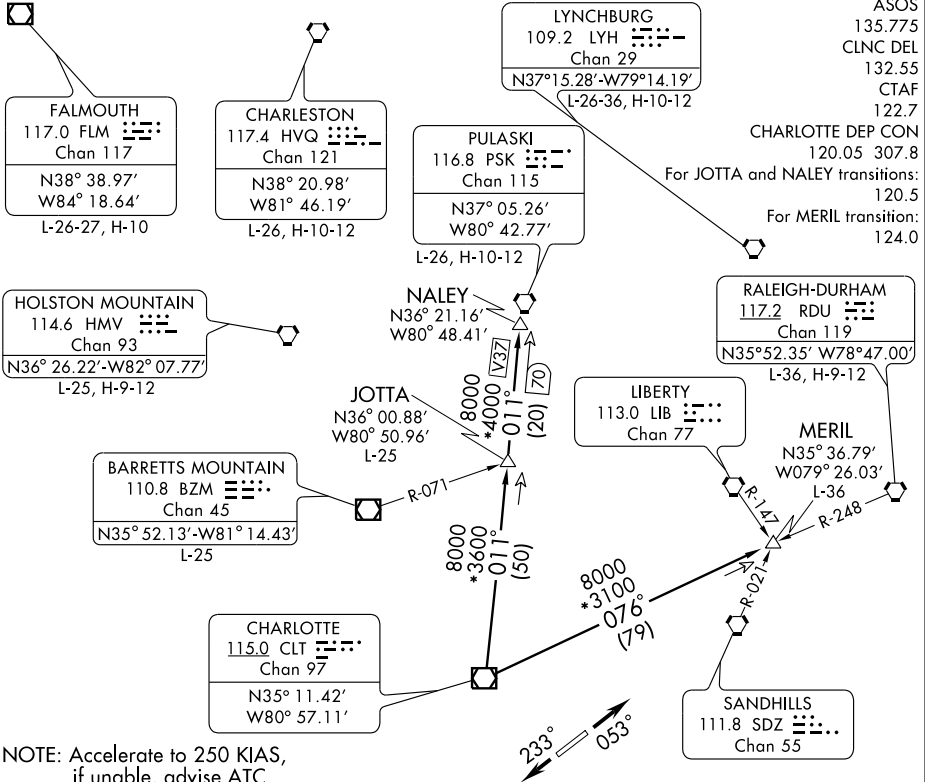 ASOS
135.775
CLNC DEL
132.55
CTAF
122.7
CHARLOTTE DEP CON
120.05 307.8
For JOTTA and NALEY transitions:
120.5
For MERIL transition:
124.0
FALMOUTH
117.0 FLM
Chan 117
N38° 38.97′
W84° 18.64′
L-26-27, H-10
CHARLESTON
117.4 HVQ
Chan 121
N38° 20.98′
W81° 46.19′
L-26, H-10-12
LYNCHBURG
109.2 LYH
Chan 29
N37°15.28′-W79°14.19′
L-26-36, H-10-12
PULASKI
116.8 PSK
Chan 115
N37° 05.26′
W80° 42.77′
L-26, H-10-12
HOLSTON MOUNTAIN
114.6 HMV
Chan 93
N36° 26.22′-W82° 07.77′
L-25, H-9-12
NALEY
N36° 21.16′
W80° 48.41′
RALEIGH-DURHAM
117.2 RDU
Chan 119
N35°52.35′ W78°47.00′
L-36, H-9-12
V37
70
8000
*4000
011°
(20)
JOTTA
N36° 00.88′
W80° 50.96′
L-25
LIBERTY
113.0 LIB
Chan 77
MERIL
N35° 36.79′
W079° 26.03′
L-36
BARRETTS MOUNTAIN
110.8 BZM
Chan 45
N35° 52.13′-W81° 14.43′
L-25
R-071
R-147
R-248
R-021
8000
*3600
011°
(50)
8000
*3100
076°
(79)
CHARLOTTE
115.0 CLT
Chan 97
N35° 11.42′
W80° 57.11′
SANDHILLS
111.8 SDZ
Chan 55
233°
053°
NOTE: Accelerate to 250 KIAS,
if unable, advise ATC